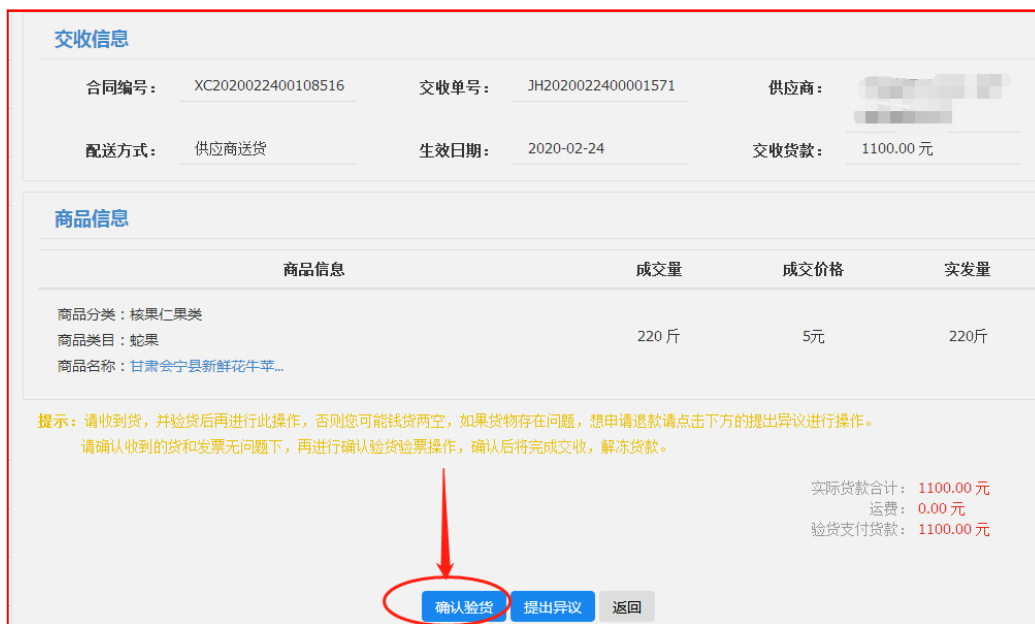 交收信息
合同编号： XC2020022400108516 交收单号： JH2020022400001571 供应商：
配送方式： 供应商送货 生效日期： 2020-02-24 交收货款： 1100.00 元
商品信息
商品信息 成交量 成交价格 实发量
商品分类：核果仁果类
商品类目：蛇果 220 斤 5元 220斤
商品名称：甘肃会宁县新鲜花牛苹...
提示：请收到货，并验货后再进行此操作，否则您可能钱货两空，如果货物存在问题，想申请退款请点击下方的提出异议进行操作。
请确认收到的货和发票无问题下，再进行确认验货验票操作，确认后将完成交收，解冻货款。
实际货款合计： 1100.00 元
运费： 0.00 元
验货支付货款： 1100.00 元
确认验货 提出异议 返回